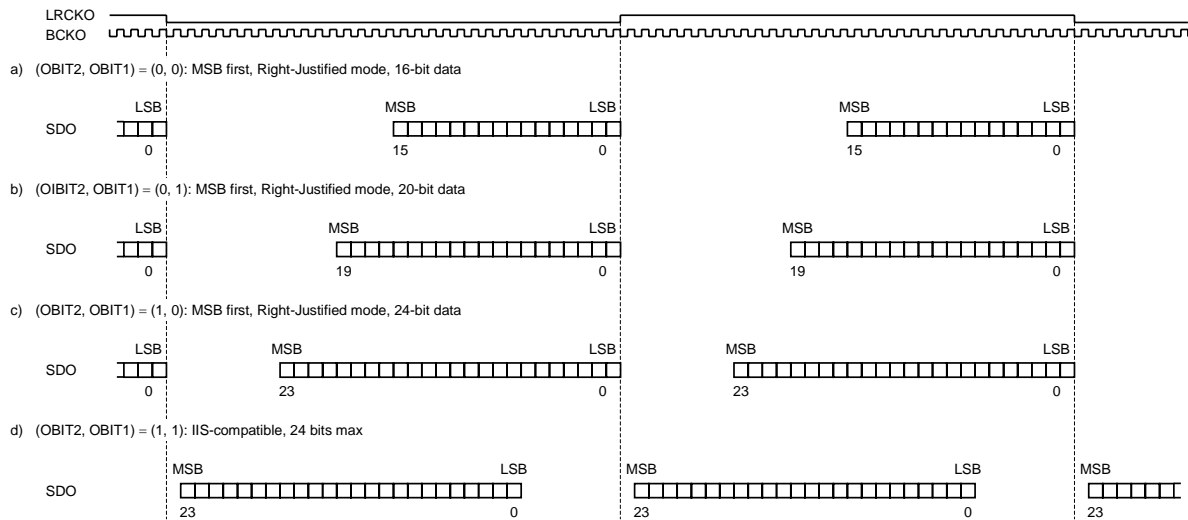 LRCKO
BCKO
a) (OBIT2, OBIT1) = (0, 0): MSB first, Right-Justified mode, 16-bit data
LSB MSB LSB MSB LSB
SDO
0 15 0 15 0
b) (OIBIT2, OBIT1) = (0, 1): MSB first, Right-Justified mode, 20-bit data
LSB MSB LSB MSB LSB
SDO
0 19 0 19 0
c) (OBIT2, OBIT1) = (1, 0): MSB first, Right-Justified mode, 24-bit data
LSB MSB LSB MSB LSB
SDO
0 23 0 23 0
d) (OBIT2, OBIT1) = (1, 1): IIS-compatible, 24 bits max
MSB LSB MSB LSB MSB
SDO
23 0 23 0 23